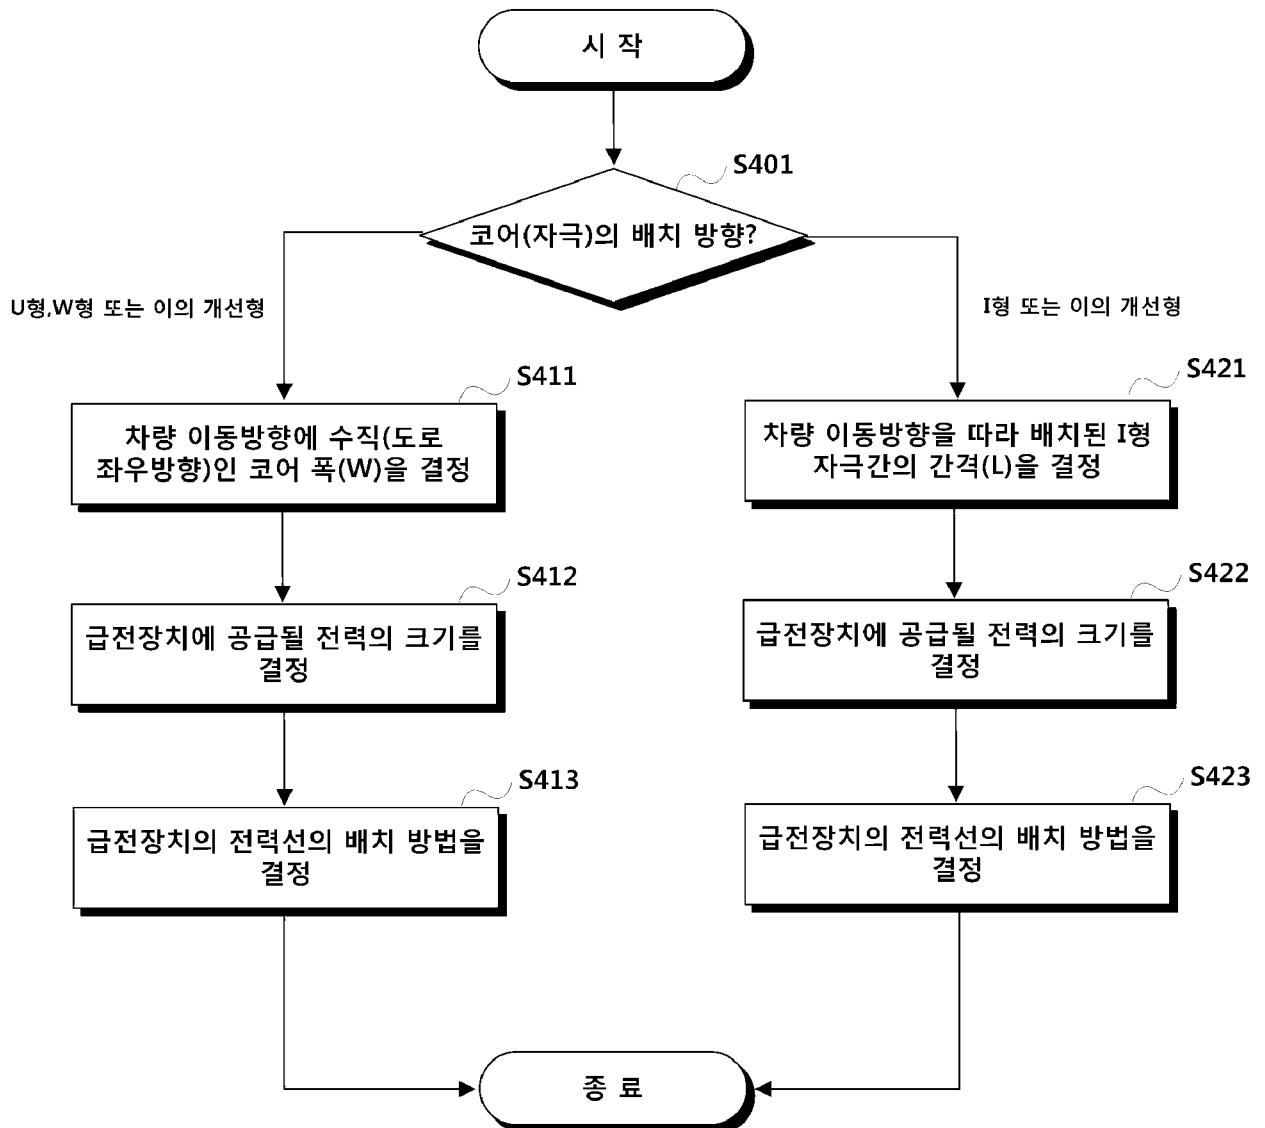 시 작
S401
코어(자극)의 배치 방향?
U형,W형 또는 이의 개선형
I형 또는 이의 개선형
S411
차량 이동방향에 수직(도로
좌우방향)인 코어 폭(W)을 결정
S412
급전장치에 공급될 전력의 크기를
결정
S413
급전장치의 전력선의 배치 방법을
결정
S421
차량 이동방향을 따라 배치된 I형
자극간의 간격(L)을 결정
S422
급전장치에 공급될 전력의 크기를
결정
S423
급전장치의 전력선의 배치 방법을
결정
종 료